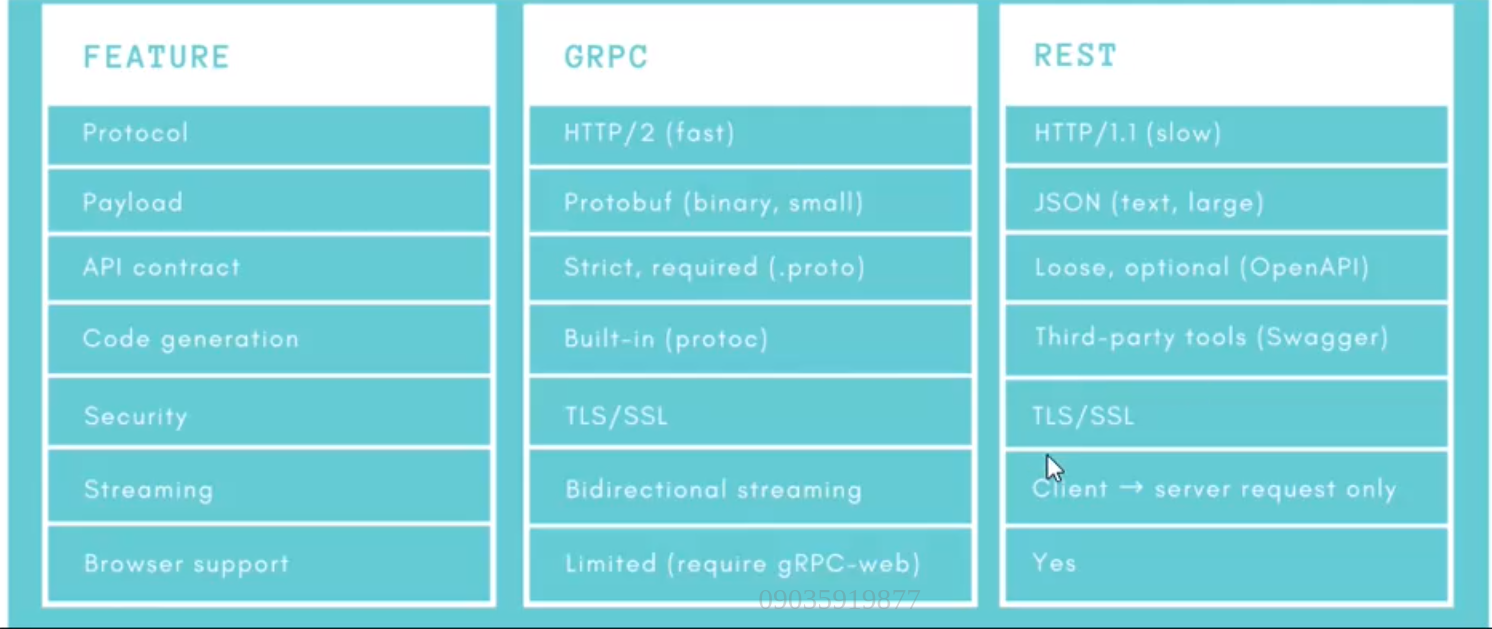 FEATURE GRPC REST
Protocol HTTP/2 (fast) HTTP/1.1 (slow)
Payload Protobuf (binary, small) JSON (text, large)
API contract Strict, required (.proto) Loose, optional (OpenAPI)
Code generation Built-in (protoc) Third-party tools (Swagger)
Security TLS/SSL TLS/SSL
Streaming Bidirectional streaming Client → server request only
Browser support Limited (require gRPC-web) Yes
09035919877